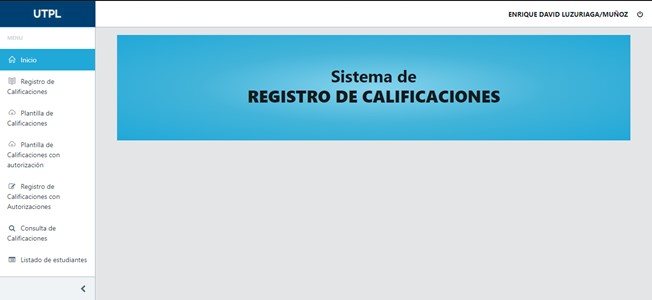 UTPL
ENRIQUE DAVID LUZURIAGA/MUÑOZ
MENU
Inicio
Registro de
Calificaciones
Plantilla de
Calificaciones
Plantilla de
Calificaciones con
autorización
Registro de
Calificaciones con
Autorizaciones
Consulta de
Calificaciones
Listado de estudiantes
Sistema de
REGISTRO DE CALIFICACIONES